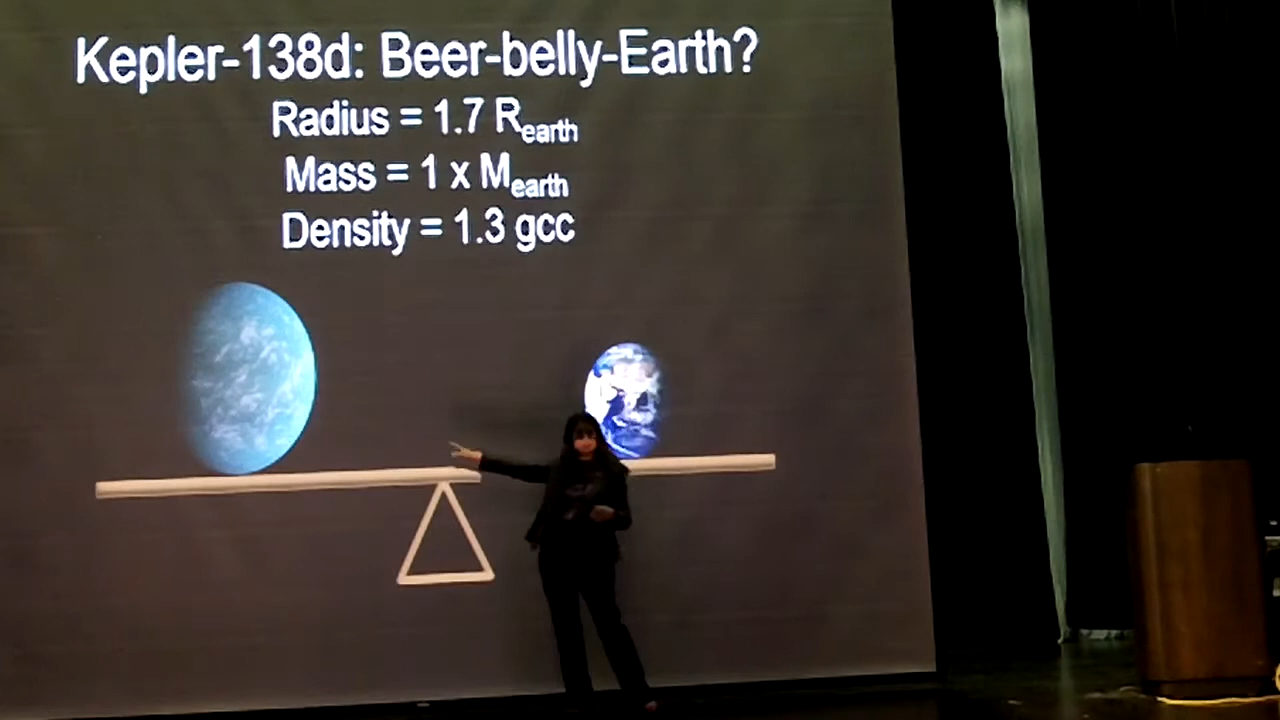 Kepler-138d: Beer-belly-Earth?
Radius = 1.7 Rearth
Mass = 1 x Mearth
Density = 1.3 gcc